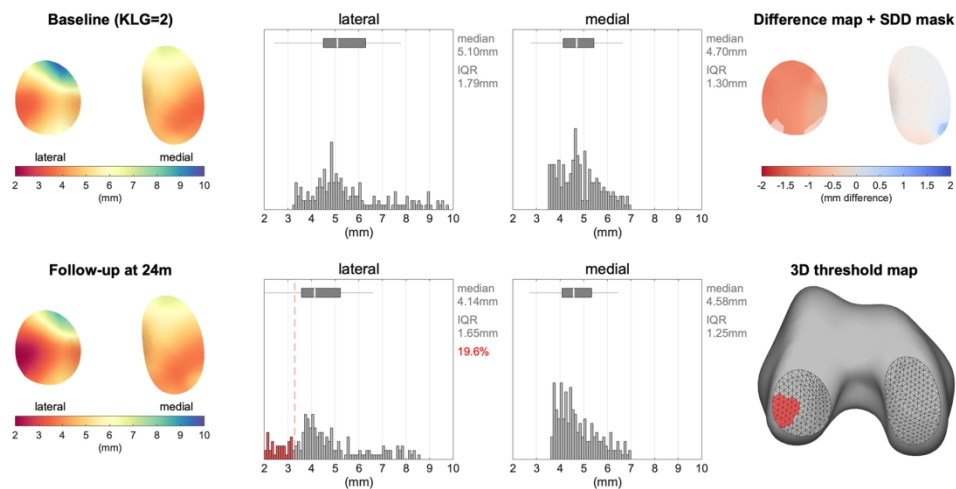 Baseline (KLG=2)
lateral
medial
2 3 4 5 6 7 8 9 10
(mm)
lateral
median
5.10mm
IQR
1.79mm
2 3 4 5 6 7 8 9 10
(mm)
medial
median
4.70mm
IQR
1.30mm
2 3 4 5 6 7 8 9 10
(mm)
Difference map + SDD mask
-2 -1.5 -1 -0.5 0 0.5 1 1.5 2
(mm difference)
Follow-up at 24m
lateral
medial
2 3 4 5 6 7 8 9 10
(mm)
lateral
median
4.14mm
IQR
1.65mm
19.6%
2 3 4 5 6 7 8 9 10
(mm)
medial
median
4.58mm
IQR
1.25mm
2 3 4 5 6 7 8 9 10
(mm)
3D threshold map